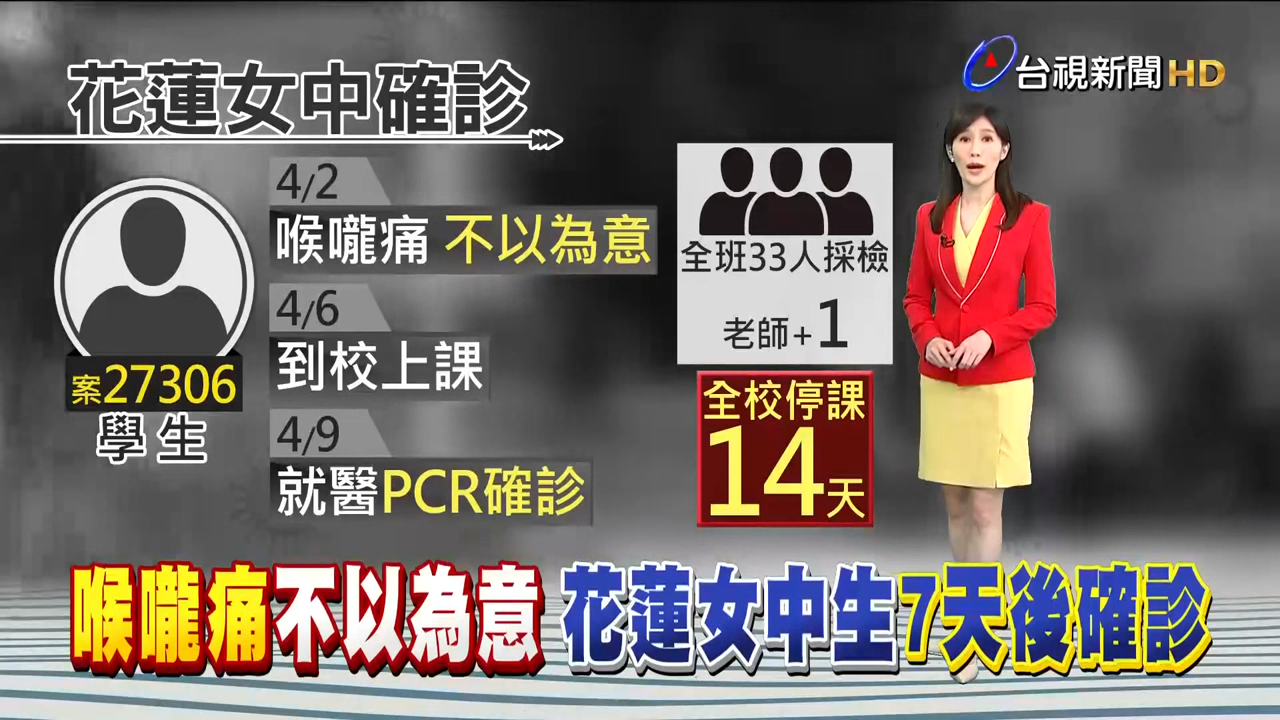 花蓮女中確診
台視新聞HD
4/2
喉嚨痛 不以為意
4/6
到校上課
4/9
就醫PCR確診
案27306
學生
全班33人採檢
老師+1
全校停課
14天
喉嚨痛不以為意 花蓮女中生7天後確診